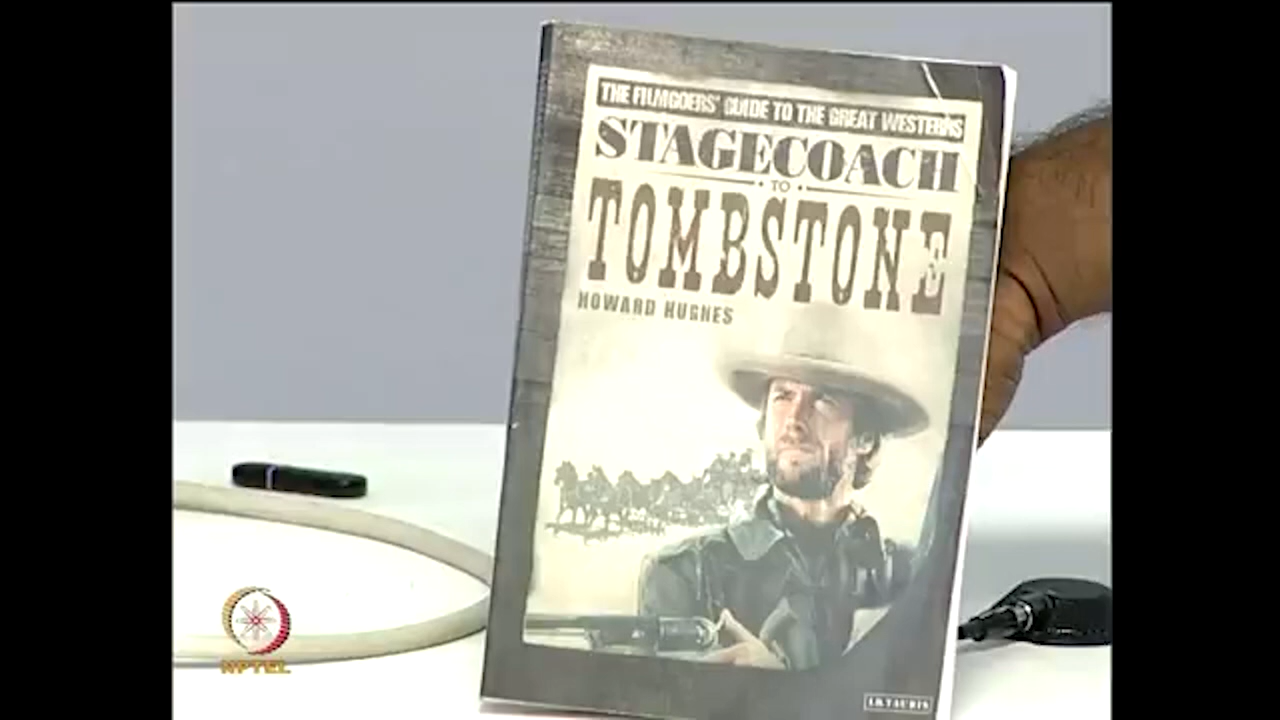 THE FILMGOERS' GUIDE TO THE GREAT WESTERNS
STAGECOACH
TO
TOMBSTONE
HOWARD HUGHES
I.B.TAURIS
NPTEL